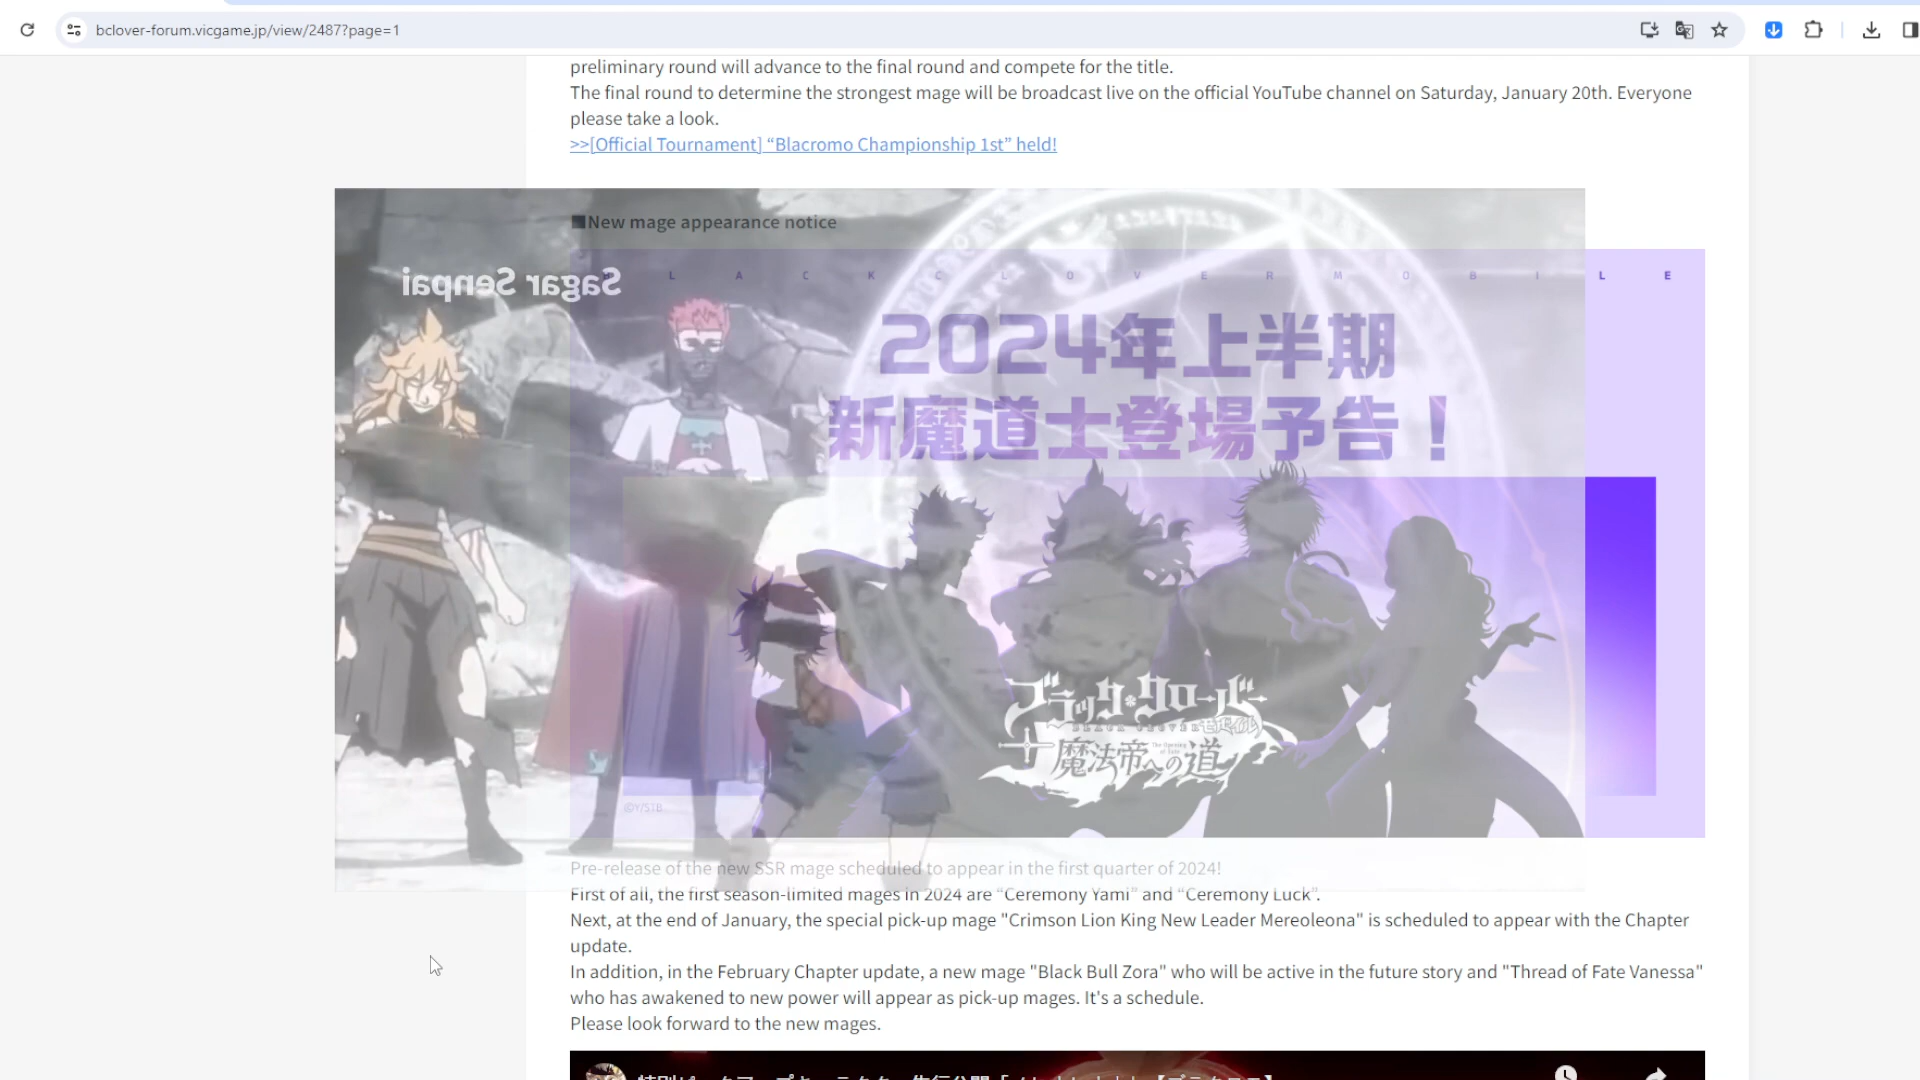 bclover-forum.vicgame.jp/view/2487?page=1
preliminary round will advance to the final round and compete for the title.
The final round to determine the strongest mage will be broadcast live on the official YouTube channel on Saturday, January 20th. Everyone
please take a look.
>>[Official Tournament] “Blacromo Championship 1st” held!
■New mage appearance notice
Sagar Senpai
B L A C K C L O V E R M O B I L E
2024年上半期
新魔道士登場予告！
ブラッククローバー
魔法帝への道
©Y/STB
Pre-release of the new SSR mage scheduled to appear in the first quarter of 2024!
First of all, the first season-limited mages in 2024 are “Ceremony Yami” and “Ceremony Luck”.
Next, at the end of January, the special pick-up mage "Crimson Lion King New Leader Mereoleona" is scheduled to appear with the Chapter
update.
In addition, in the February Chapter update, a new mage "Black Bull Zora" who will be active in the future story and "Thread of Fate Vanessa"
who has awakened to new power will appear as pick-up mages. It's a schedule.
Please look forward to the new mages.